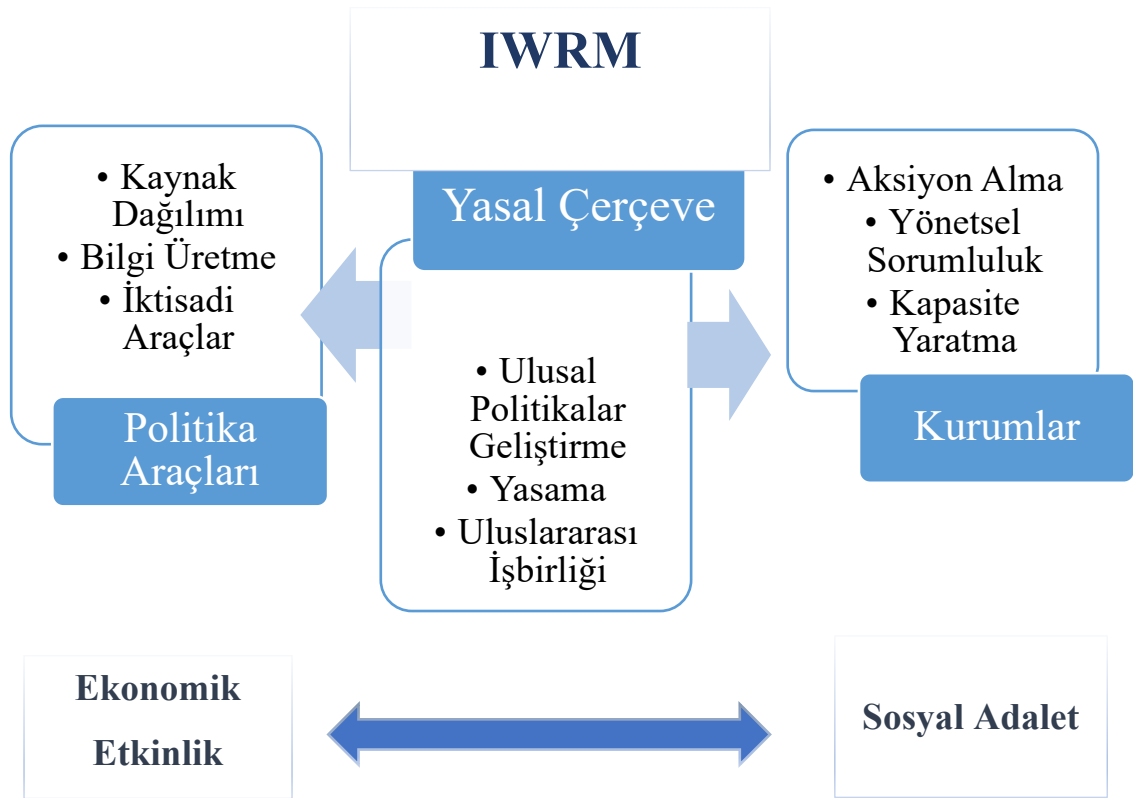 IWRM
• Kaynak
Dağılımı
• Bilgi Üretme
• İktisadi
Araçlar
Politika
Araçları
Yasal Çerçeve
• Ulusal
Politikalar
Geliştirme
• Yasama
• Uluslararası
İşbirliği
• Aksiyon Alma
• Yönetsel
Sorumluluk
• Kapasite
Yaratma
Kurumlar
Ekonomik
Etkinlik
Sosyal Adalet